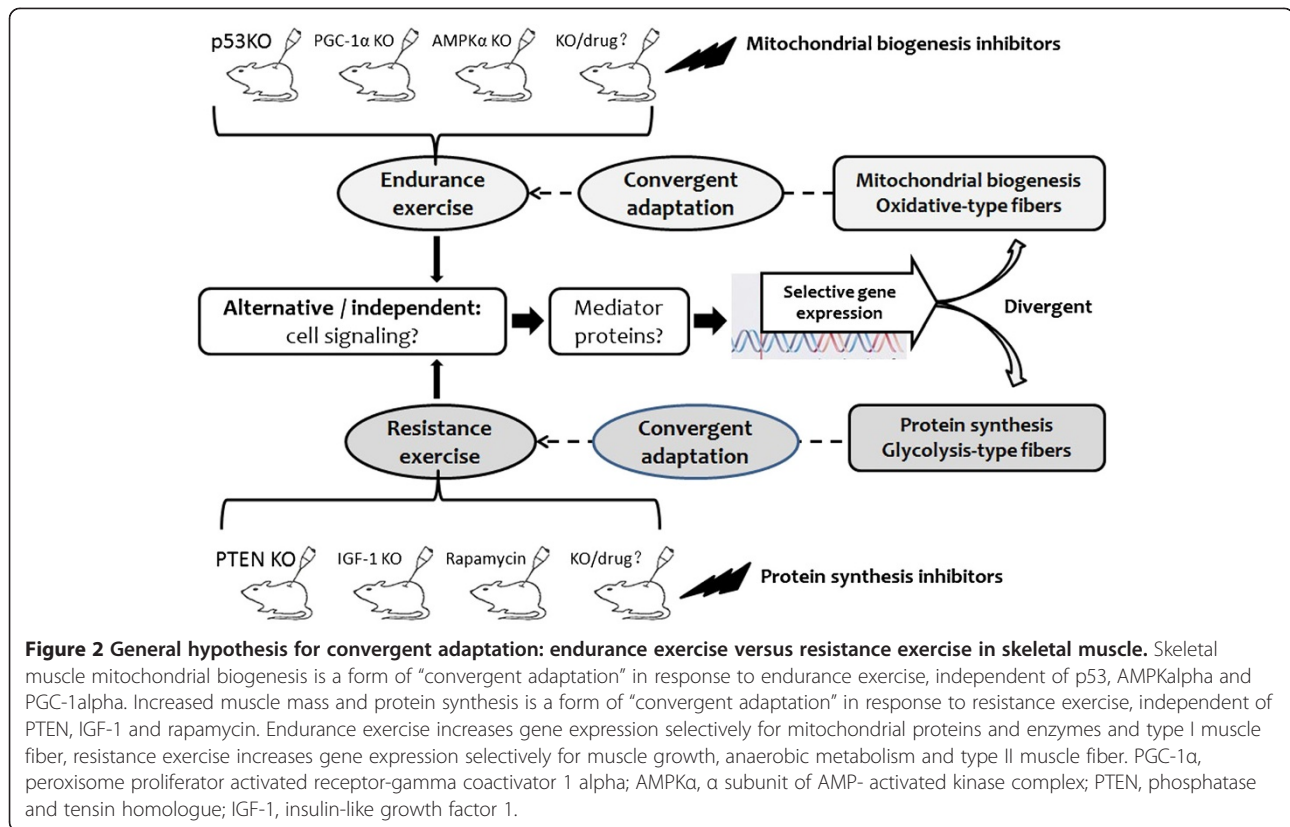 p53KO PGC-1α KO AMPKα KO KO/drug?
Mitochondrial biogenesis inhibitors
Endurance
exercise
Convergent
adaptation
Mitochondrial biogenesis
Oxidative-type fibers
Alternative / independent:
cell signaling?
Mediator
proteins?
Selective gene
expression
Divergent
Resistance
exercise
Convergent
adaptation
Protein synthesis
Glycolysis-type fibers
PTEN KO IGF-1 KO Rapamycin KO/drug?
Protein synthesis inhibitors
Figure 2 General hypothesis for convergent adaptation: endurance exercise versus resistance exercise in skeletal muscle. Skeletal
muscle mitochondrial biogenesis is a form of “convergent adaptation” in response to endurance exercise, independent of p53, AMPKalpha and
PGC-1alpha. Increased muscle mass and protein synthesis is a form of “convergent adaptation” in response to resistance exercise, independent of
PTEN, IGF-1 and rapamycin. Endurance exercise increases gene expression selectively for mitochondrial proteins and enzymes and type I muscle
fiber, resistance exercise increases gene expression selectively for muscle growth, anaerobic metabolism and type II muscle fiber. PGC-1α,
peroxisome proliferator activated receptor-gamma coactivator 1 alpha; AMPKα, α subunit of AMP- activated kinase complex; PTEN, phosphatase
and tensin homologue; IGF-1, insulin-like growth factor 1.